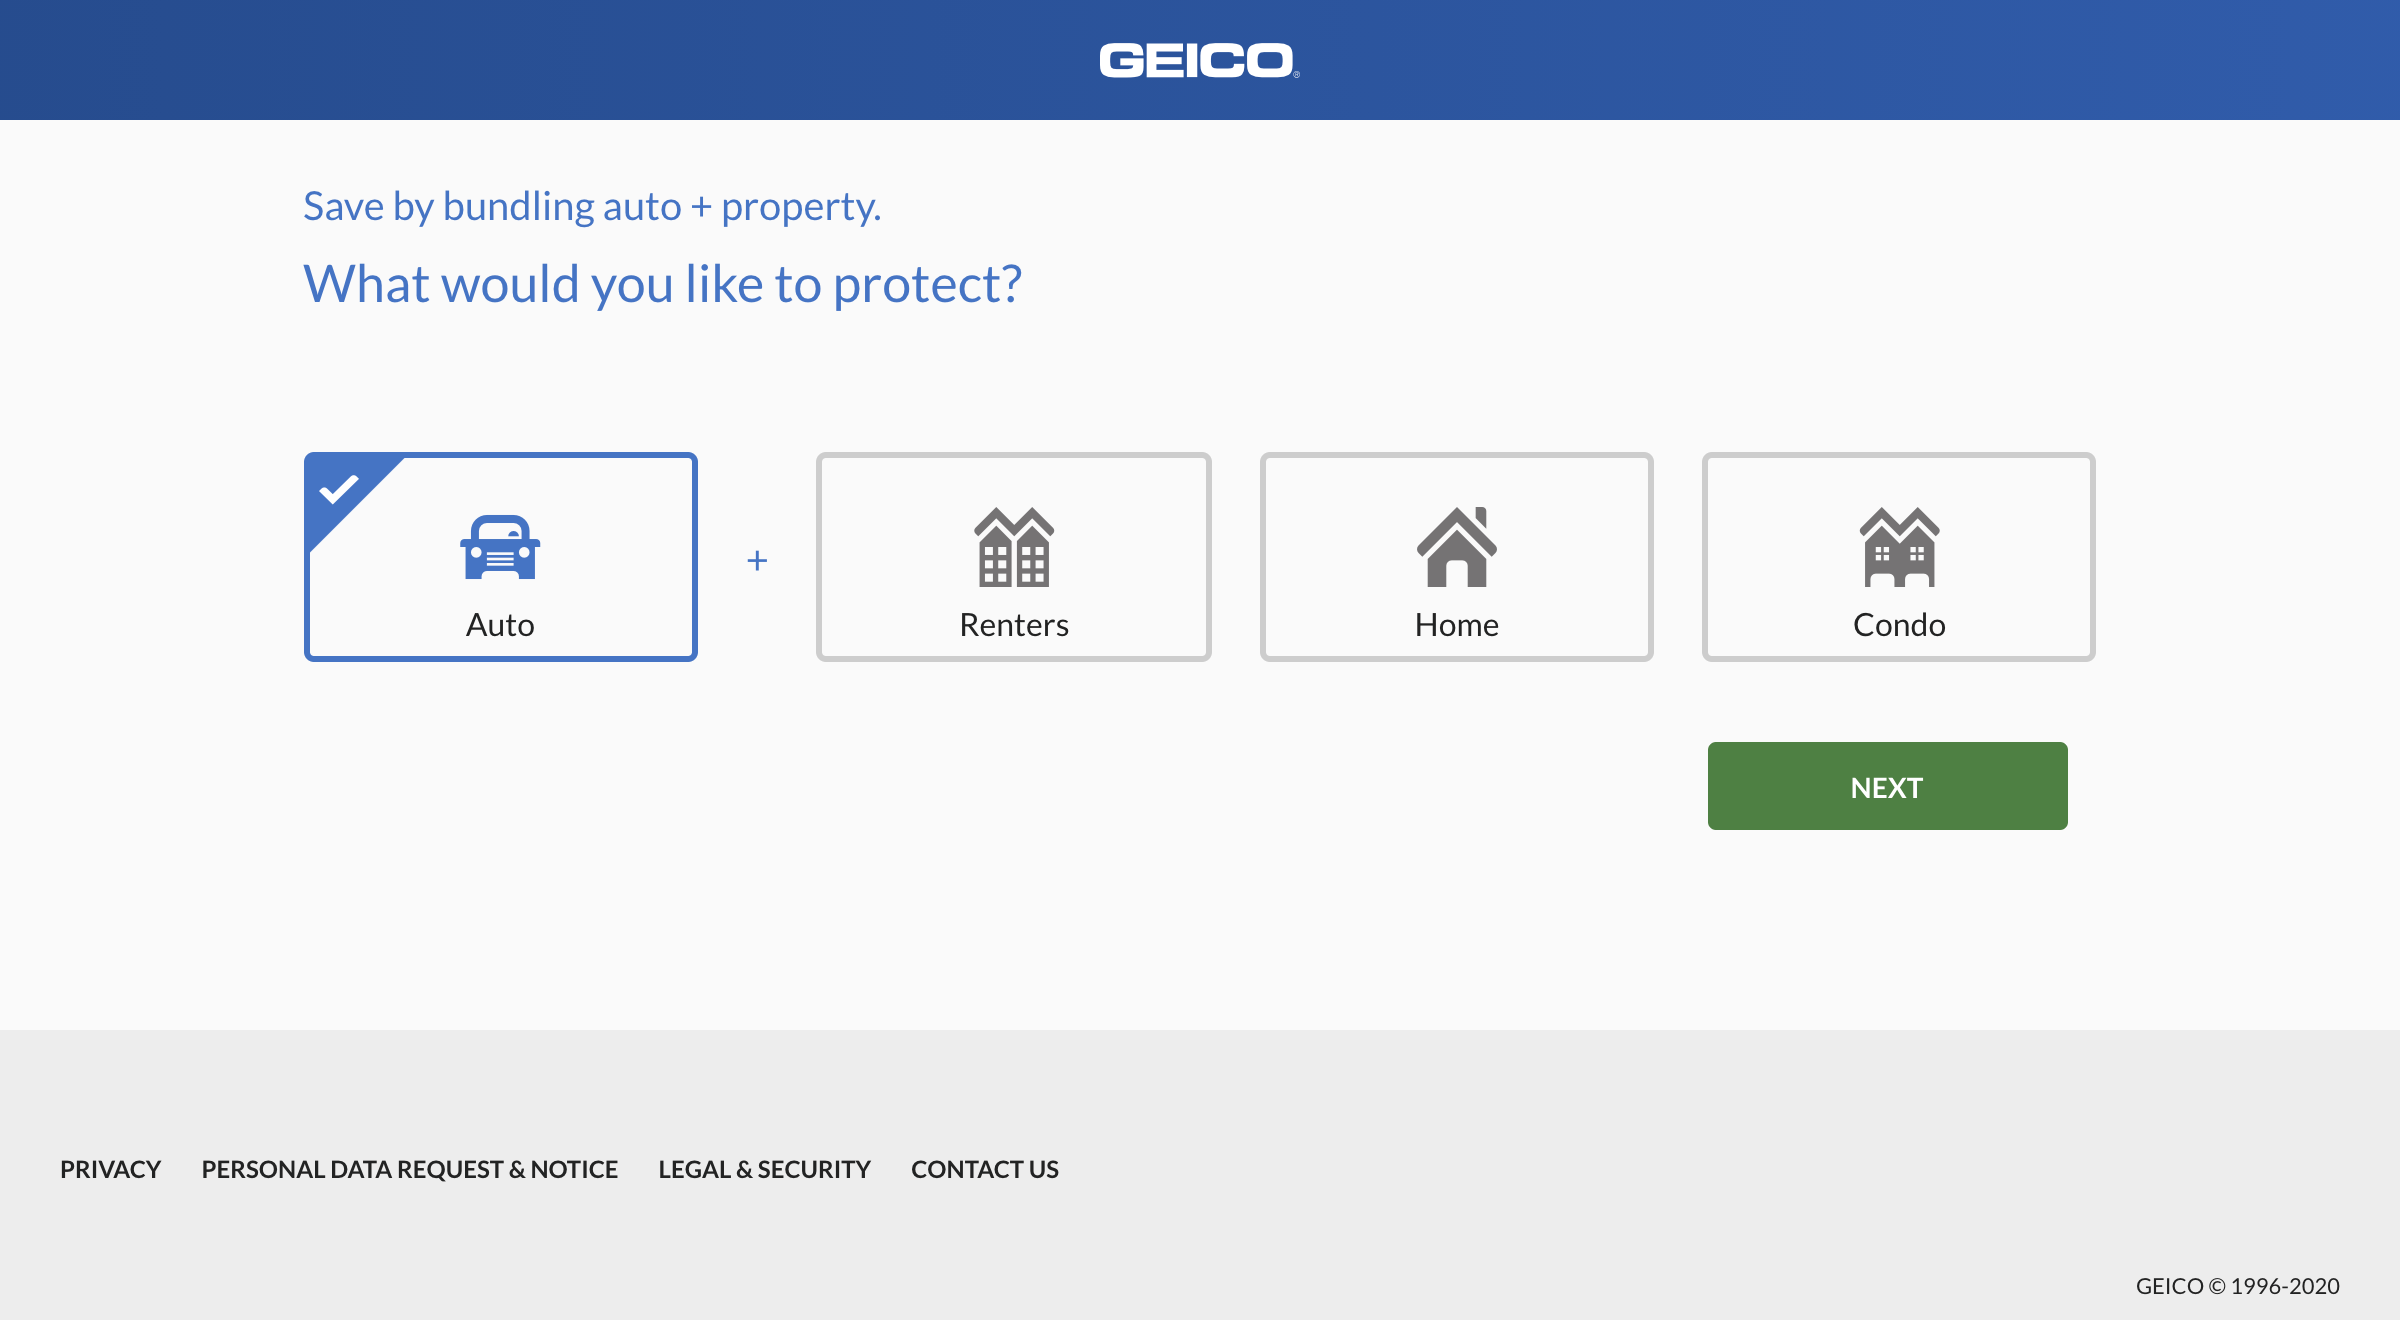 GEICO®
Save by bundling auto + property.
What would you like to protect?
Auto
+
Renters
Home
Condo
NEXT
PRIVACY PERSONAL DATA REQUEST & NOTICE LEGAL & SECURITY CONTACT US
GEICO © 1996-2020